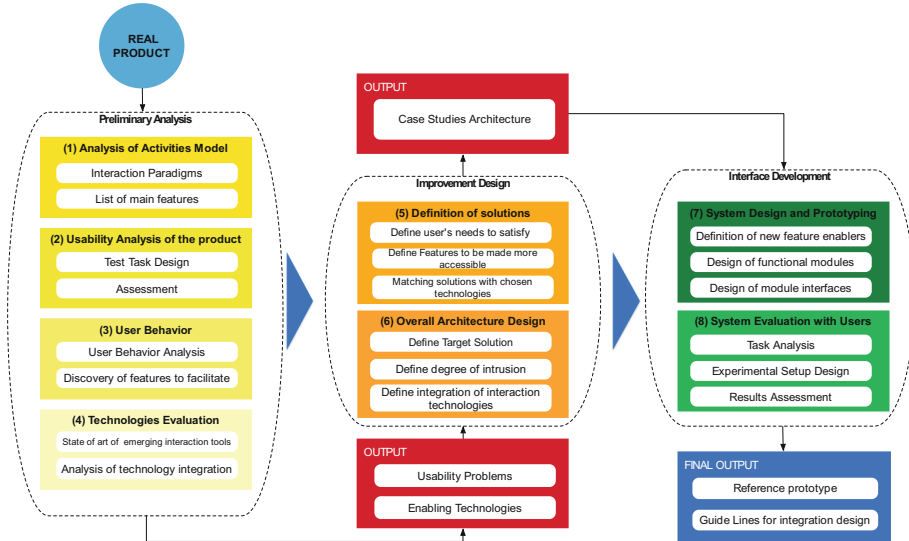 REAL
PRODUCT
Preliminary Analysis
(1) Analysis of Activities Model
Interaction Paradigms
List of main features
(2) Usability Analysis of the product
Test Task Design
Assessment
(3) User Behavior
User Behavior Analysis
Discovery of features to facilitate
(4) Technologies Evaluation
State of art of emerging interaction tools
Analysis of technology integration
OUTPUT
Case Studies Architecture
Improvement Design
(5) Definition of solutions
Define user's needs to satisfy
Define Features to be made more
accessible
Matching solutions with chosen
technologies
(6) Overall Architecture Design
Define Target Solution
Define degree of intrusion
Define integration of interaction
technologies
OUTPUT
Usability Problems
Enabling Technologies
Interface Development
(7) System Design and Prototyping
Definition of new feature enablers
Design of functional modules
Design of module interfaces
(8) System Evaluation with Users
Task Analysis
Experimental Setup Design
Results Assessment
FINAL OUTPUT
Reference prototype
Guide Lines for integration design